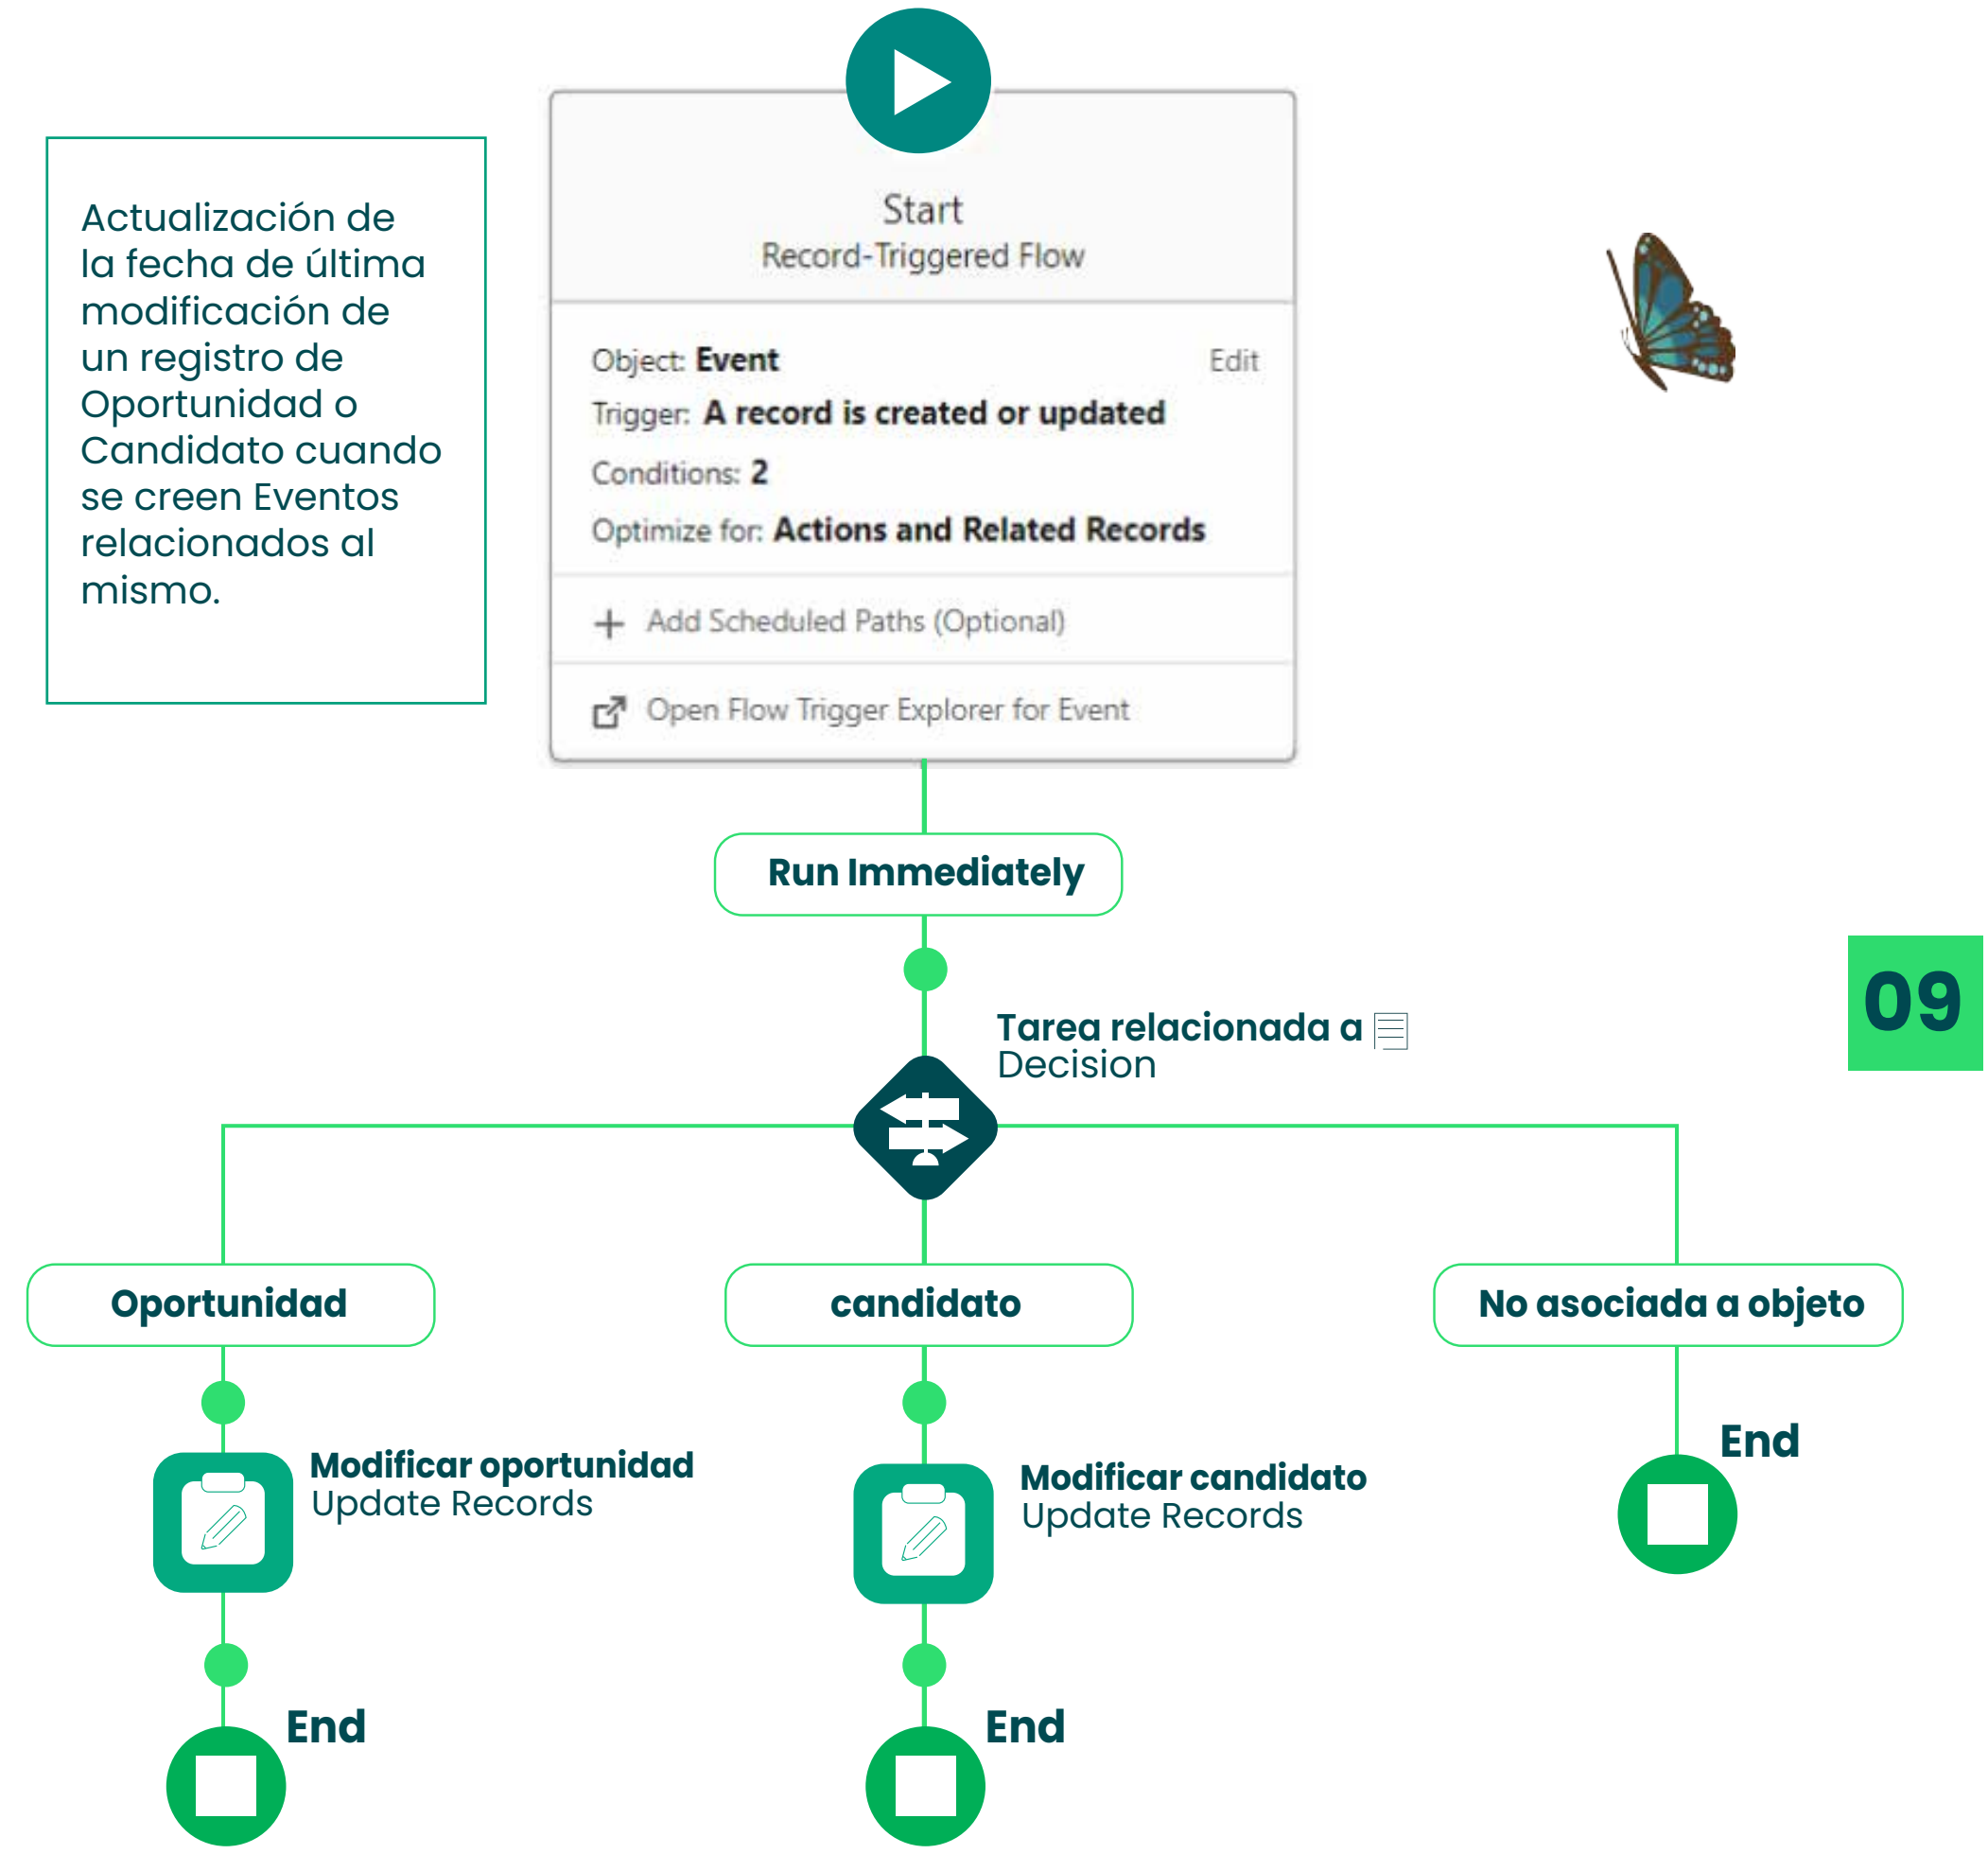 Actualización de
la fecha de última
modificación de
un registro de
Oportunidad o
Candidato cuando
se creen Eventos
relacionados al
mismo.
Start
Record-Triggered Flow
Object: Event
Edit
Trigger: A record is created or updated
Conditions: 2
Optimize for: Actions and Related Records
+ Add Scheduled Paths (Optional)
Open Flow Trigger Explorer for Event
Run Immediately
09
Tarea relacionada a
Decision
Oportunidad
candidato
No asociada a objeto
Modificar oportunidad
Update Records
Modificar candidato
Update Records
End
End
End